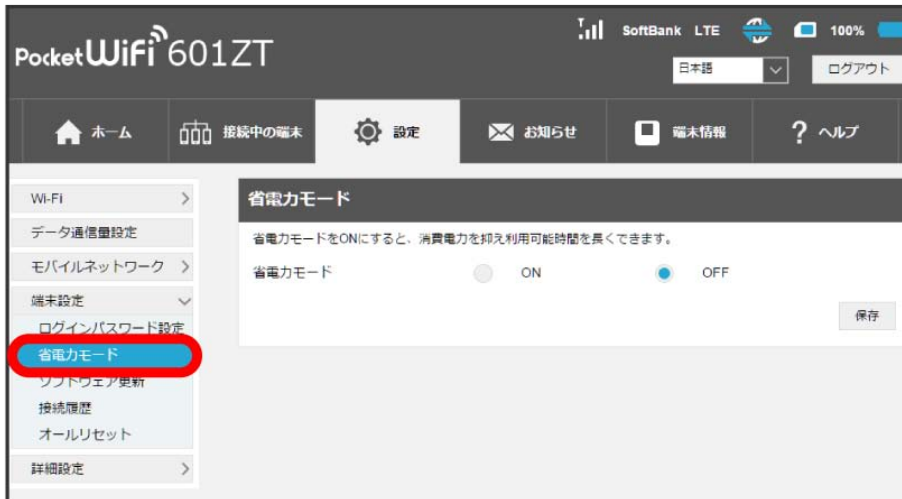 SoftBank LTE 100%
Pocket WiFi 601ZT
日本語 ログアウト
ホーム 接続中の端末 設定 お知らせ 端末情報 ? ヘルプ
Wi-Fi
データ通信量設定
モバイルネットワーク
端末設定
ログインパスワード設定
省電力モード
ソフトウェア更新
接続履歴
オールリセット
詳細設定
省電力モード
省電力モードをONにすると、消費電力を抑え利用可能時間を長くできます。
省電力モード ON OFF
保存